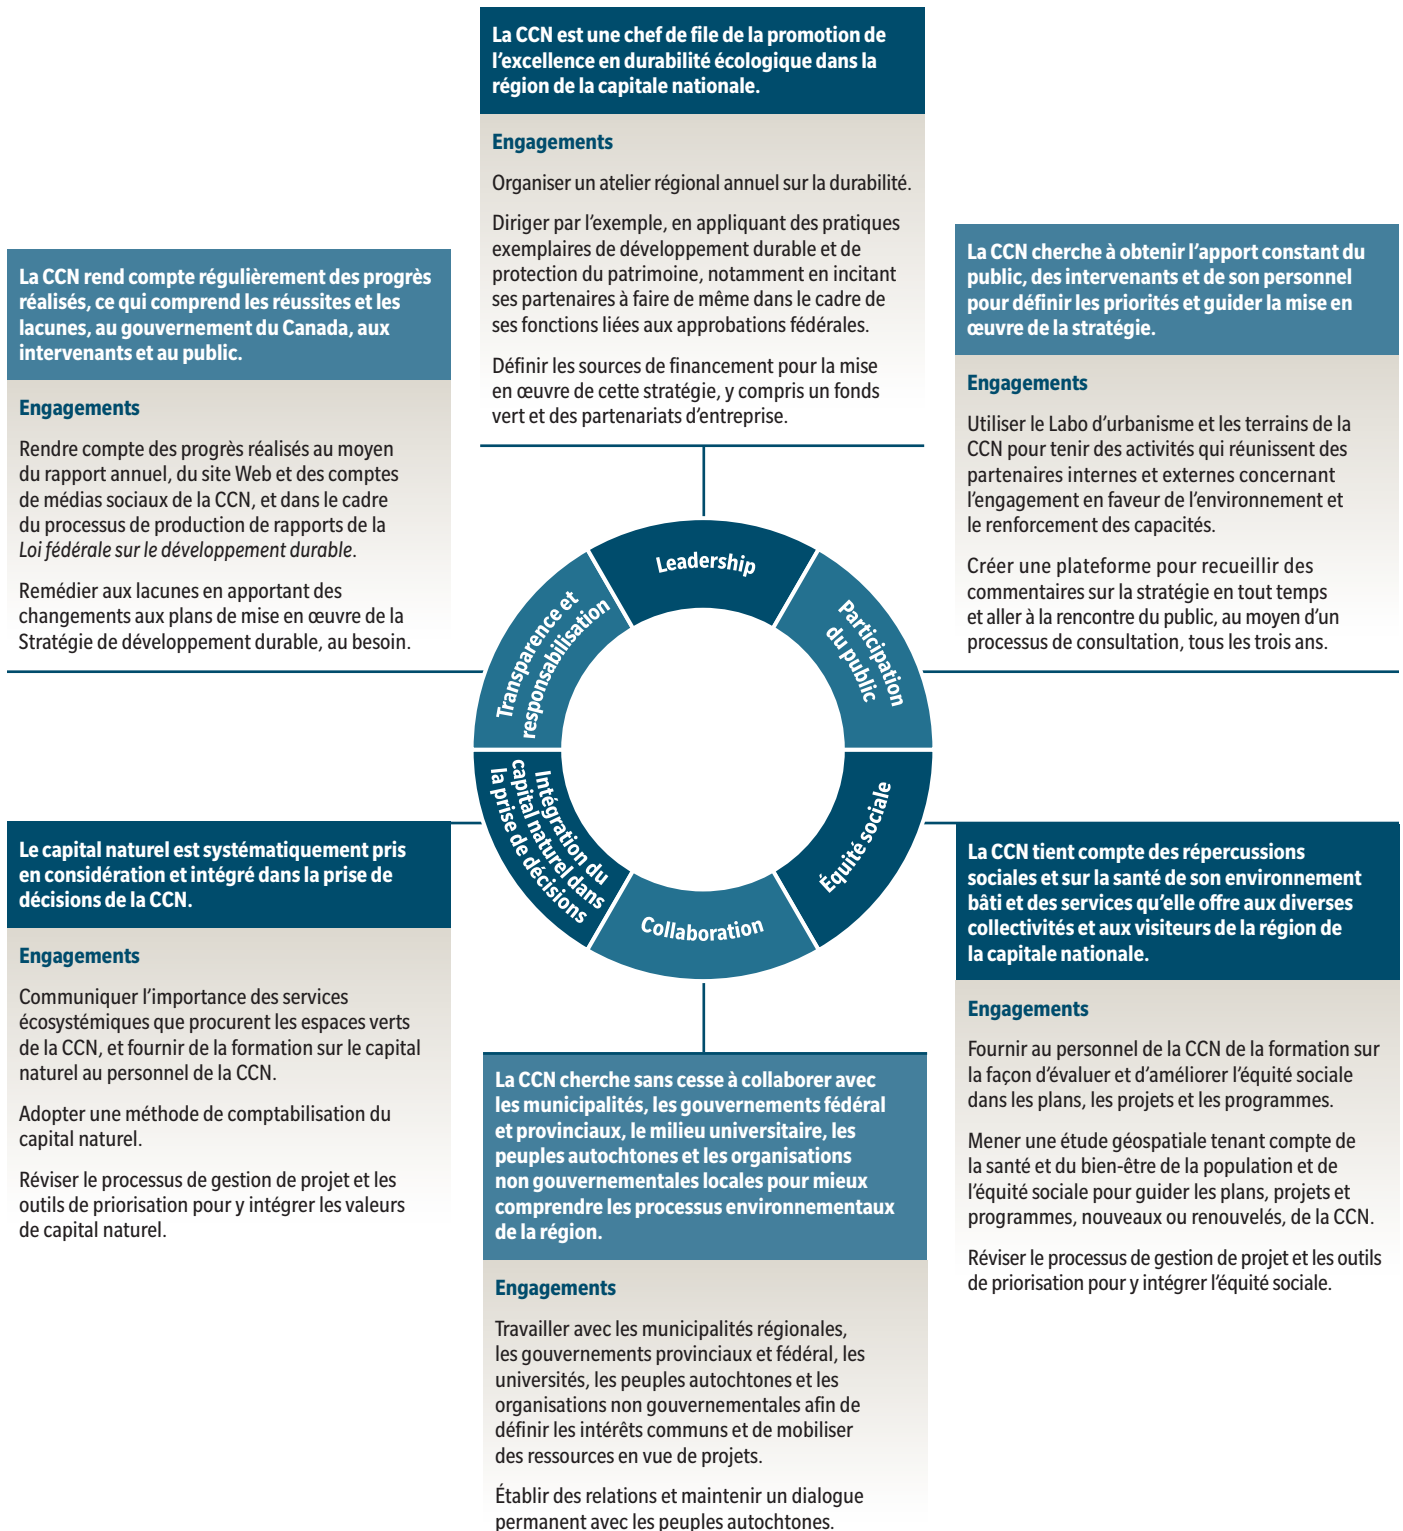 La CCN est une chef de file de la promotion de
l’excellence en durabilité écologique dans la
région de la capitale nationale.
Engagements
Organiser un atelier régional annuel sur la durabilité.
Diriger par l’exemple, en appliquant des pratiques
exemplaires de développement durable et de
protection du patrimoine, notamment en incitant
ses partenaires à faire de même dans le cadre de
ses fonctions liées aux approbations fédérales.
Définir les sources de financement pour la mise
en œuvre de cette stratégie, y compris un fonds
vert et des partenariats d’entreprise.
La CCN rend compte régulièrement des progrès
réalisés, ce qui comprend les réussites et les
lacunes, au gouvernement du Canada, aux
intervenants et au public.
Engagements
Rendre compte des progrès réalisés au moyen
du rapport annuel, du site Web et des comptes
de médias sociaux de la CCN, et dans le cadre
du processus de production de rapports de la
Loi fédérale sur le développement durable.
Remédier aux lacunes en apportant des
changements aux plans de mise en œuvre de la
Stratégie de développement durable, au besoin.
La CCN cherche à obtenir l’apport constant du
public, des intervenants et de son personnel
pour définir les priorités et guider la mise en
œuvre de la stratégie.
Engagements
Utiliser le Labo d’urbanisme et les terrains de la
CCN pour tenir des activités qui réunissent des
partenaires internes et externes concernant
l’engagement en faveur de l’environnement et
le renforcement des capacités.
Créer une plateforme pour recueillir des
commentaires sur la stratégie en tout temps
et aller à la rencontre du public, au moyen d’un
processus de consultation, tous les trois ans.
Leadership
Transparence et
responsabilisation
Participation
du public
Intégration du
capital naturel dans
la prise de décisions
Équité sociale
Collaboration
Le capital naturel est systématiquement pris
en considération et intégré dans la prise de
décisions de la CCN.
Engagements
Communiquer l’importance des services
écosystémiques que procurent les espaces verts
de la CCN, et fournir de la formation sur le capital
naturel au personnel de la CCN.
Adopter une méthode de comptabilisation du
capital naturel.
Réviser le processus de gestion de projet et les
outils de priorisation pour y intégrer les valeurs
de capital naturel.
La CCN cherche sans cesse à collaborer avec
les municipalités, les gouvernements fédéral
et provinciaux, le milieu universitaire, les
peuples autochtones et les organisations
non gouvernementales locales pour mieux
comprendre les processus environnementaux
de la région.
Engagements
Travailler avec les municipalités régionales,
les gouvernements provinciaux et fédéral, les
universités, les peuples autochtones et les
organisations non gouvernementales afin de
définir les intérêts communs et de mobiliser
des ressources en vue de projets.
Établir des relations et maintenir un dialogue
permanent avec les peuples autochtones.
La CCN tient compte des répercussions
sociales et sur la santé de son environnement
bâti et des services qu’elle offre aux diverses
collectivités et aux visiteurs de la région de
la capitale nationale.
Engagements
Fournir au personnel de la CCN de la formation sur
la façon d’évaluer et d’améliorer l’équité sociale
dans les plans, les projets et les programmes.
Mener une étude géospatiale tenant compte de
la santé et du bien-être de la population et de
l’équité sociale pour guider les plans, projets et
programmes, nouveaux ou renouvelés, de la CCN.
Réviser le processus de gestion de projet et les outils
de priorisation pour y intégrer l’équité sociale.